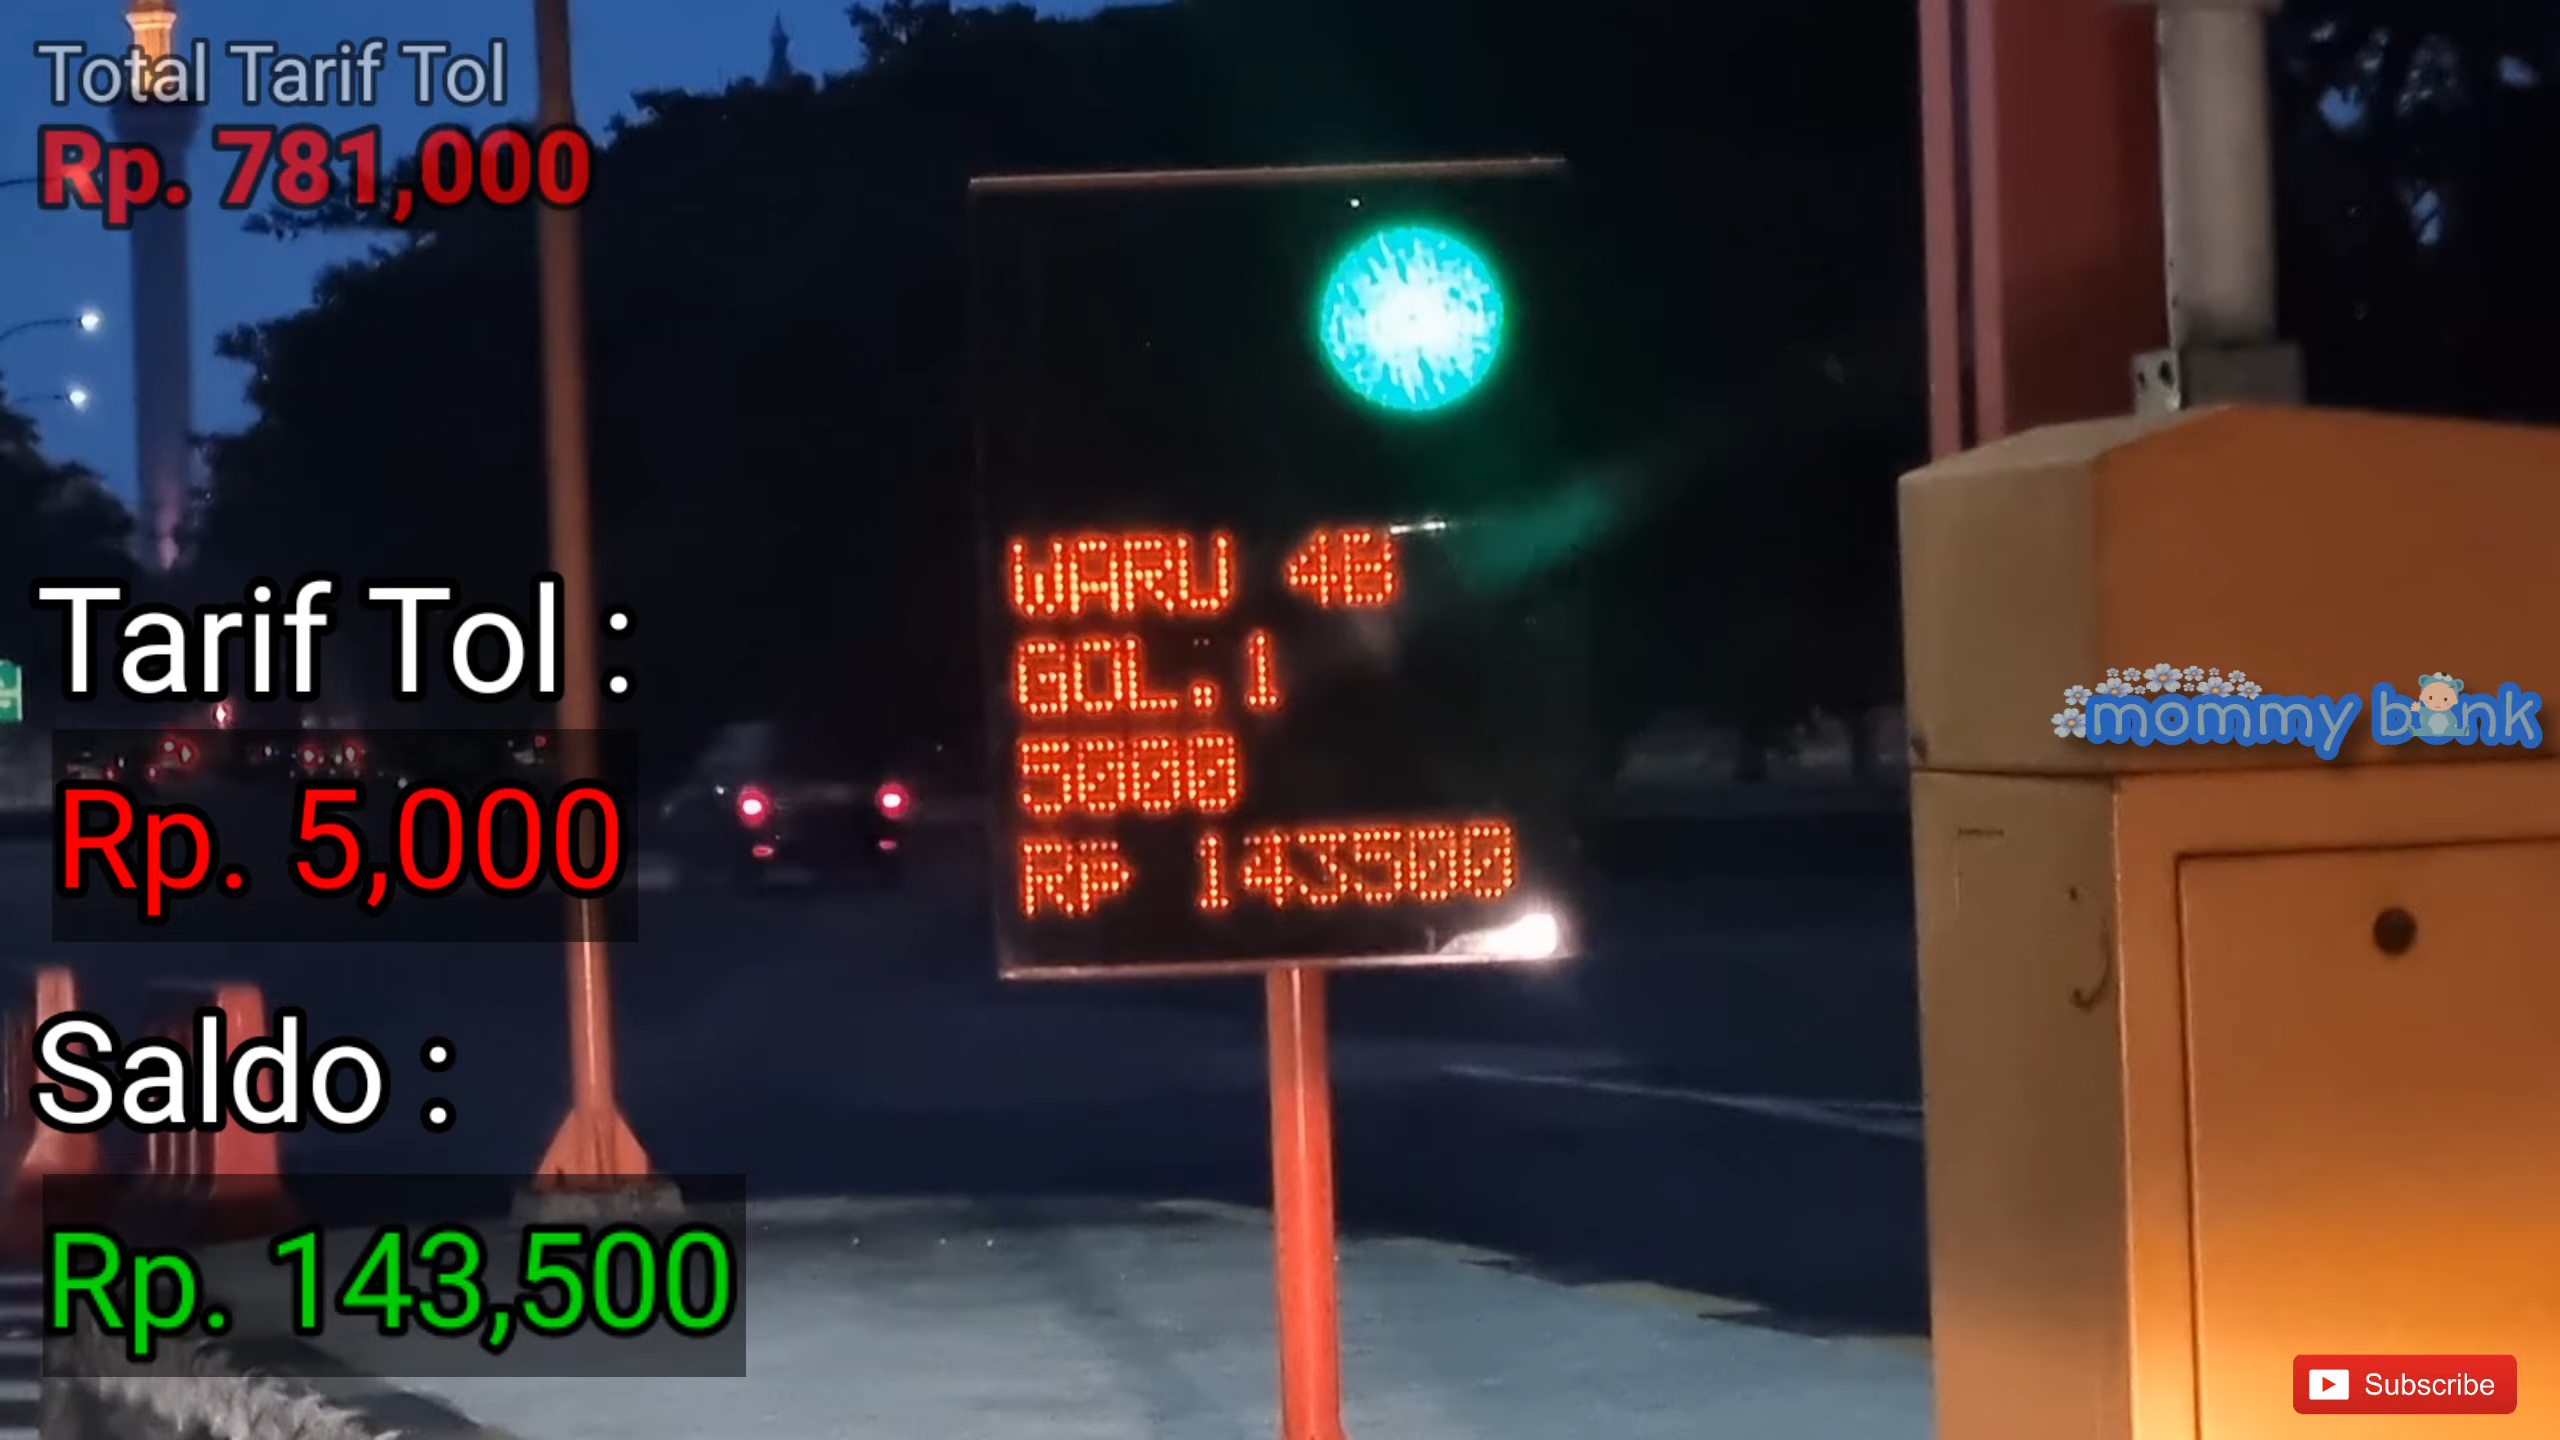 Total Tarif Tol
Rp. 781,000
Tarif Tol :
Rp. 5,000
Saldo :
Rp. 143,500
WARU 4B
GOL.1
5000
RP 143500
mommy bonk
Subscribe